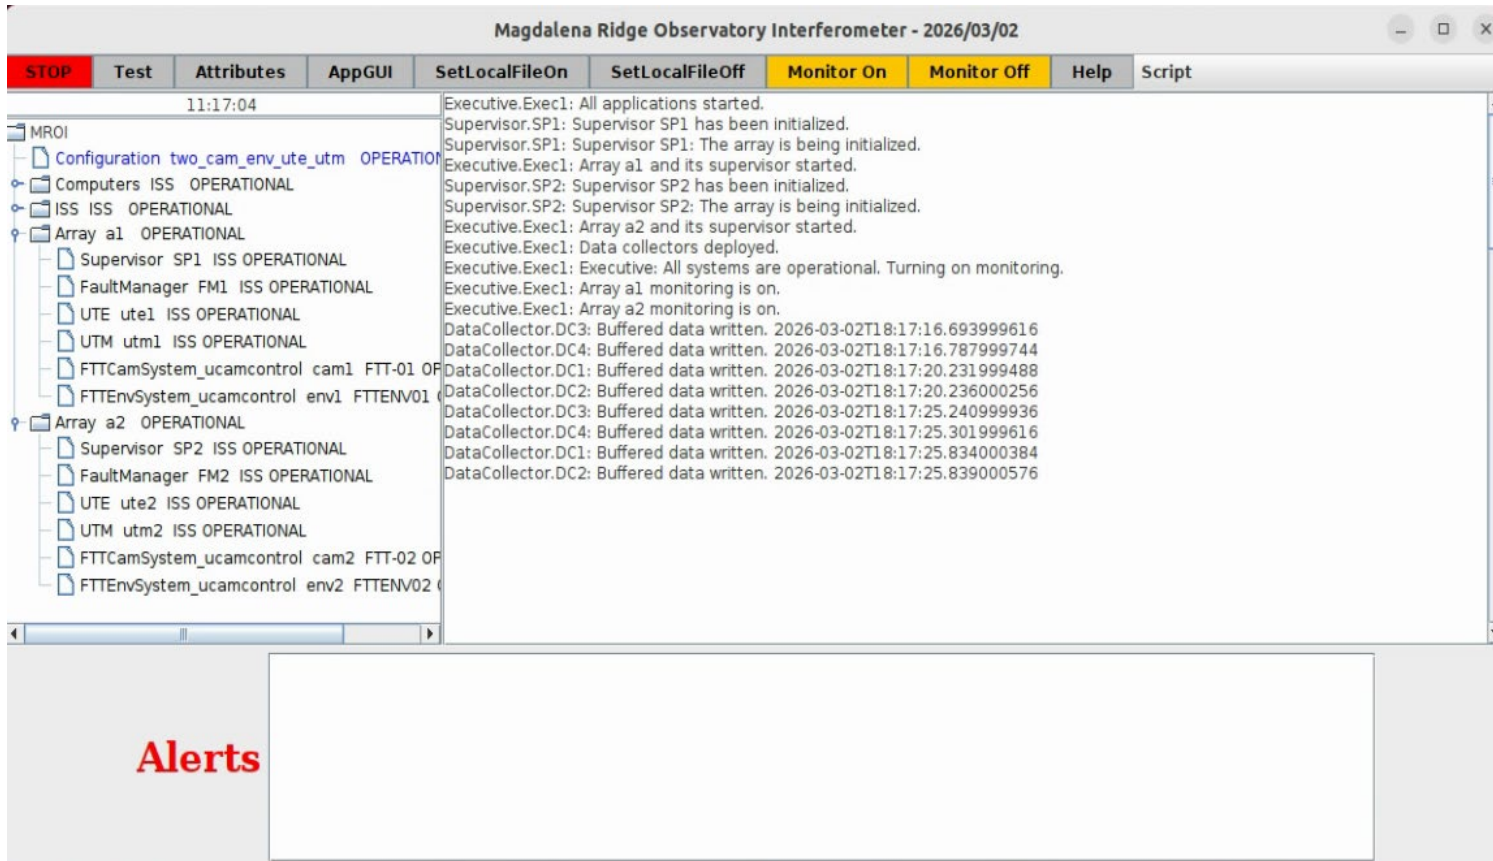 Magdalena Ridge Observatory Interferometer - 2026/03/02
STOP Test Attributes AppGUI SetLocalFileOn SetLocalFileOff Monitor On Monitor Off Help Script
11:17:04
MROI
Configuration two_cam_env_ute_utm OPERATION
Computers ISS OPERATIONAL
ISS ISS OPERATIONAL
Array a1 OPERATIONAL
Supervisor SP1 ISS OPERATIONAL
FaultManager FM1 ISS OPERATIONAL
UTE ute1 ISS OPERATIONAL
UTM utm1 ISS OPERATIONAL
FTTCamSystem_ucamcontrol cam1 FTT-01 OP
FTTEnvSystem_ucamcontrol env1 FTTENV01
Array a2 OPERATIONAL
Supervisor SP2 ISS OPERATIONAL
FaultManager FM2 ISS OPERATIONAL
UTE ute2 ISS OPERATIONAL
UTM utm2 ISS OPERATIONAL
FTTCamSystem_ucamcontrol cam2 FTT-02 OP
FTTEnvSystem_ucamcontrol env2 FTTENV02
Executive.Exec1: All applications started.
Supervisor.SP1: Supervisor SP1 has been initialized.
Supervisor.SP1: Supervisor SP1: The array is being initialized.
Executive.Exec1: Array a1 and its supervisor started.
Supervisor.SP2: Supervisor SP2 has been initialized.
Supervisor.SP2: Supervisor SP2: The array is being initialized.
Executive.Exec1: Array a2 and its supervisor started.
Executive.Exec1: Data collectors deployed.
Executive.Exec1: Executive: All systems are operational. Turning on monitoring.
Executive.Exec1: Array a1 monitoring is on.
Executive.Exec1: Array a2 monitoring is on.
DataCollector.DC3: Buffered data written. 2026-03-02T18:17:16.693999616
DataCollector.DC4: Buffered data written. 2026-03-02T18:17:16.787999744
DataCollector.DC1: Buffered data written. 2026-03-02T18:17:20.231999488
DataCollector.DC2: Buffered data written. 2026-03-02T18:17:20.236000256
DataCollector.DC3: Buffered data written. 2026-03-02T18:17:25.240999936
DataCollector.DC4: Buffered data written. 2026-03-02T18:17:25.301999616
DataCollector.DC1: Buffered data written. 2026-03-02T18:17:25.834000384
DataCollector.DC2: Buffered data written. 2026-03-02T18:17:25.839000576
Alerts